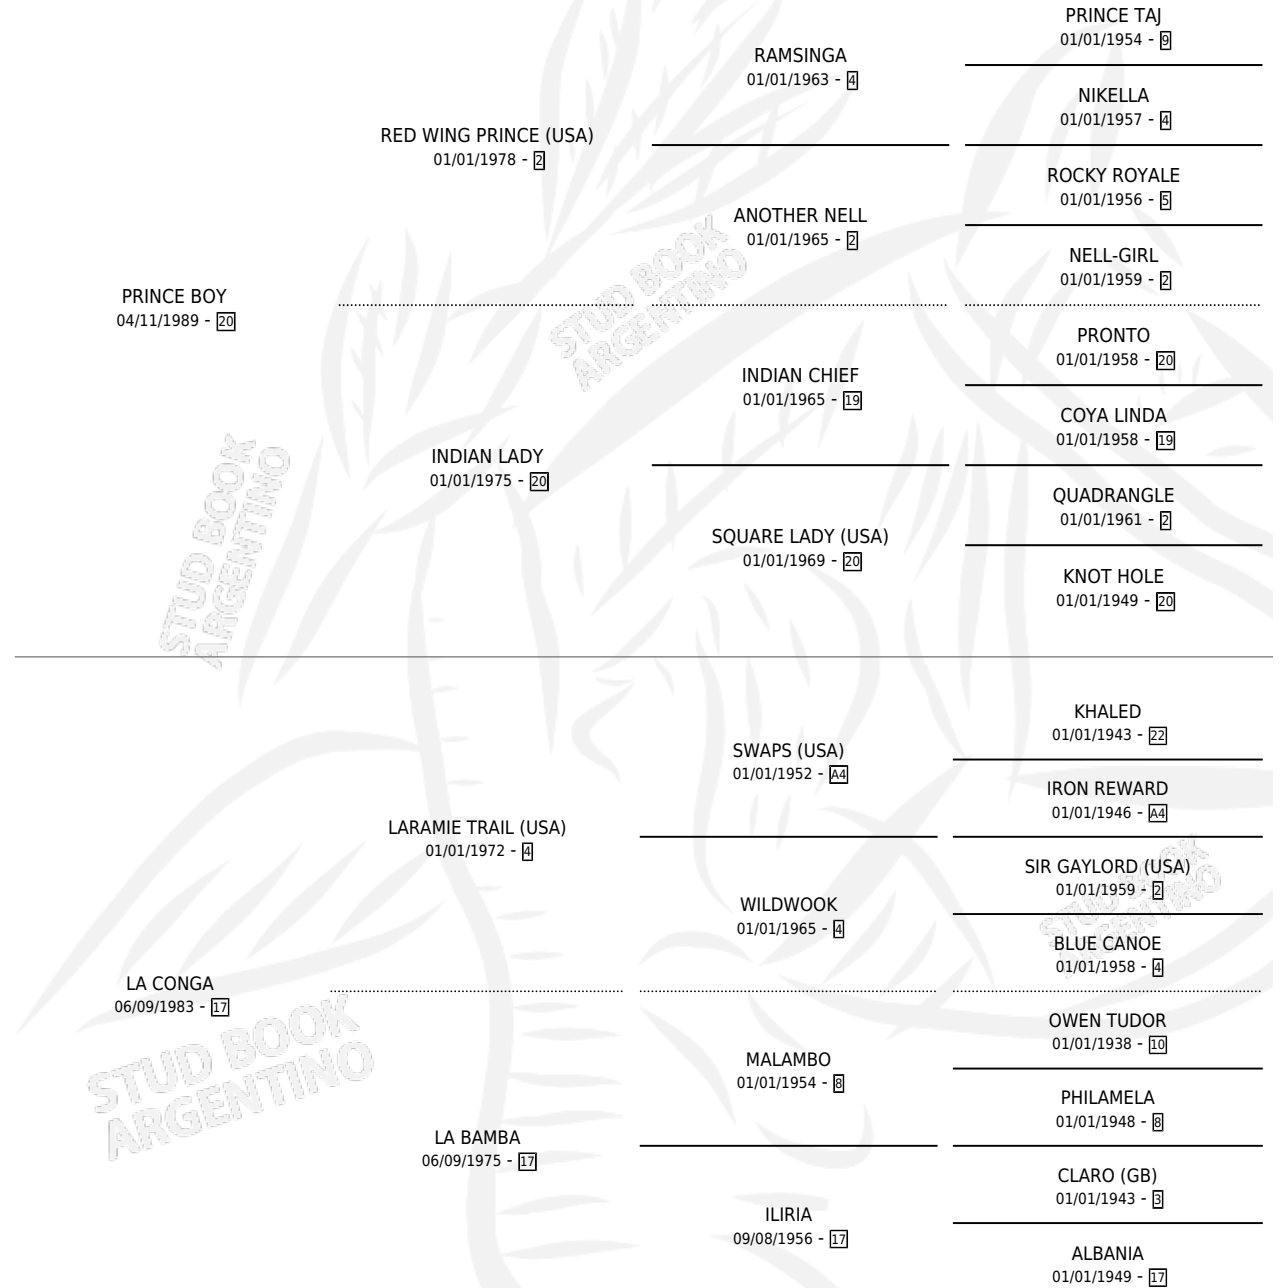 PRINCE TAJ
01/01/1954 - 9
RAMSINGA
01/01/1963 - 4
NIKELLA
01/01/1957 - 4
RED WING PRINCE (USA)
01/01/1978 - 2
ROCKY ROYALE
01/01/1956 - 5
ANOTHER NELL
01/01/1965 - 2
NELL-GIRL
01/01/1959 - 2
PRINCE BOY
04/11/1989 - 20
PRONTO
01/01/1958 - 20
INDIAN CHIEF
01/01/1965 - 19
COYA LINDA
01/01/1958 - 19
INDIAN LADY
01/01/1975 - 20
QUADRANGLE
01/01/1961 - 2
SQUARE LADY (USA)
01/01/1969 - 20
KNOT HOLE
01/01/1949 - 20
STUD BOOK
ARGENTINO
STUD BOOK
ARGENTINO
KHALED
01/01/1943 - 22
SWAPS (USA)
01/01/1952 - A4
IRON REWARD
01/01/1946 - A4
LARAMIE TRAIL (USA)
01/01/1972 - 4
SIR GAYLORD (USA)
01/01/1959 - 2
WILDWOOK
01/01/1965 - 4
BLUE CANOE
01/01/1958 - 4
STUD BOOK
ARGENTINO
LA CONGA
06/09/1983 - 17
OWEN TUDOR
01/01/1938 - 10
MALAMBO
01/01/1954 - 8
PHILAMELA
01/01/1948 - 8
STUD BOOK
ARGENTINO
LA BAMBA
06/09/1975 - 17
CLARO (GB)
01/01/1943 - 3
ILIRIA
09/08/1956 - 17
ALBANIA
01/01/1949 - 17